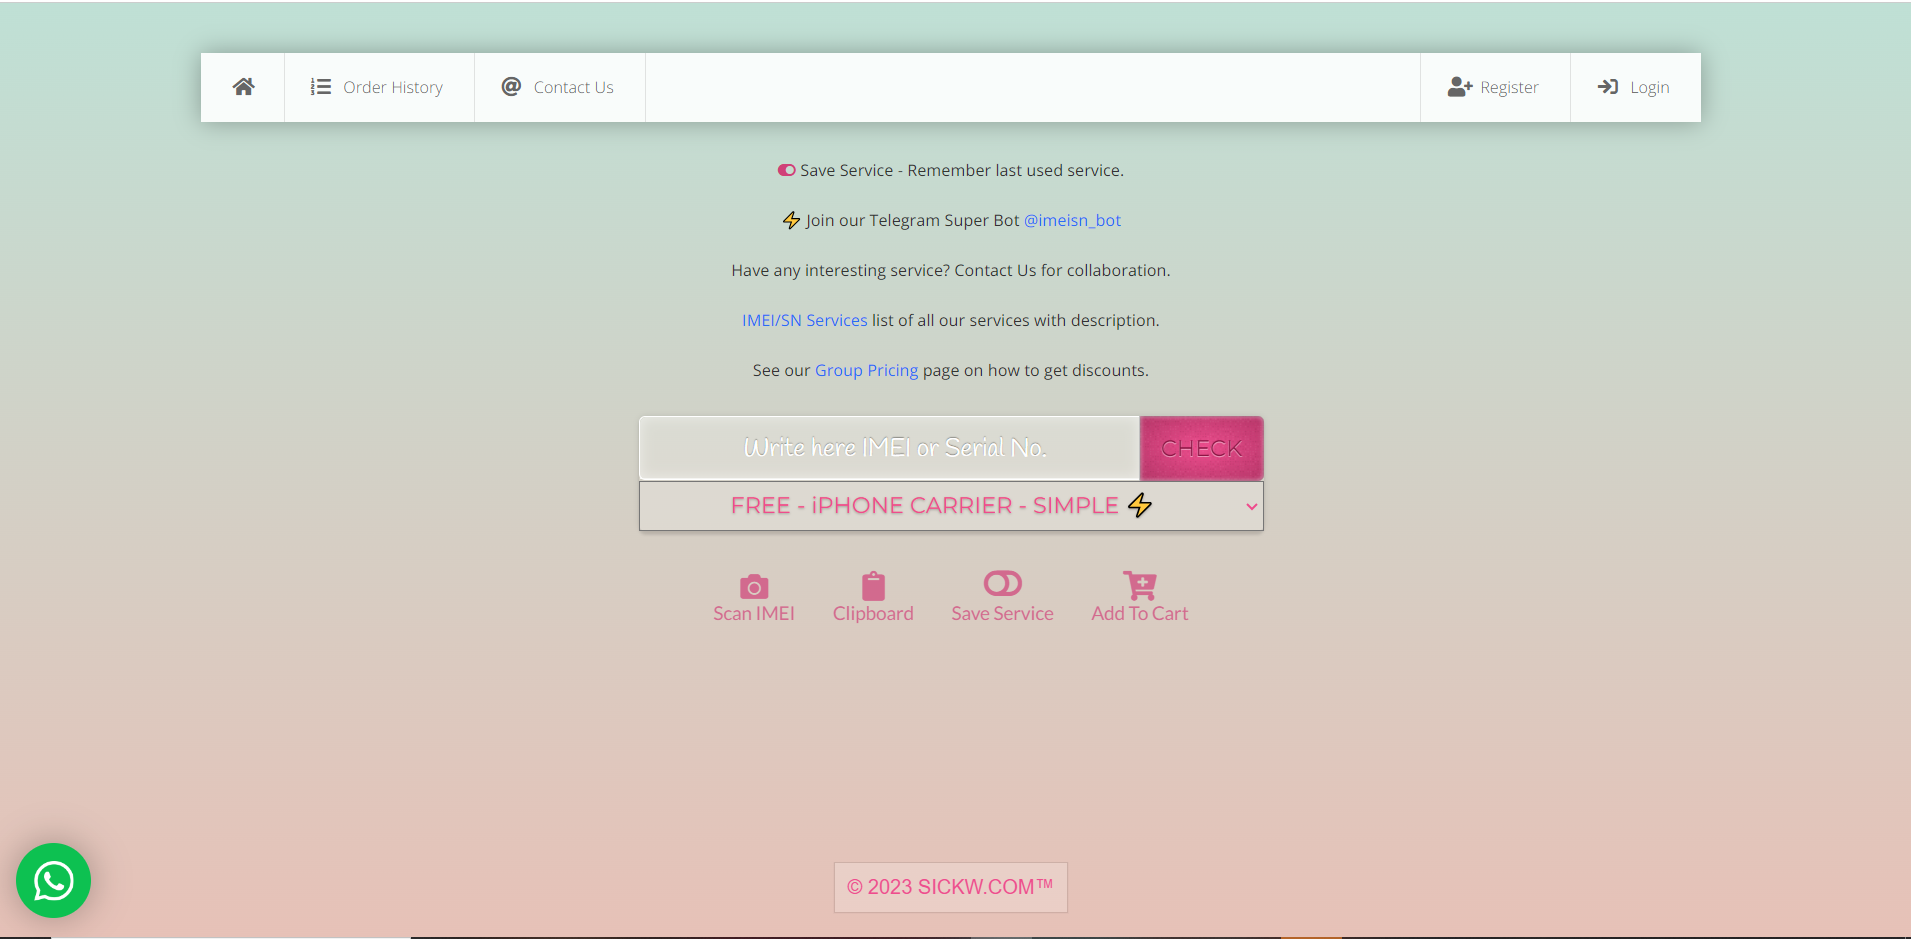 Order History
Contact Us
Register
Login
Save Service - Remember last used service.
Join our Telegram Super Bot @imeisn_bot
Have any interesting service? Contact Us for collaboration.
IMEI/SN Services list of all our services with description.
See our Group Pricing page on how to get discounts.
Write here IMEI or Serial No.
CHECK
FREE - iPHONE CARRIER - SIMPLE ⚡
Scan IMEI
Clipboard
Save Service
Add To Cart
© 2023 SICKW.COM™